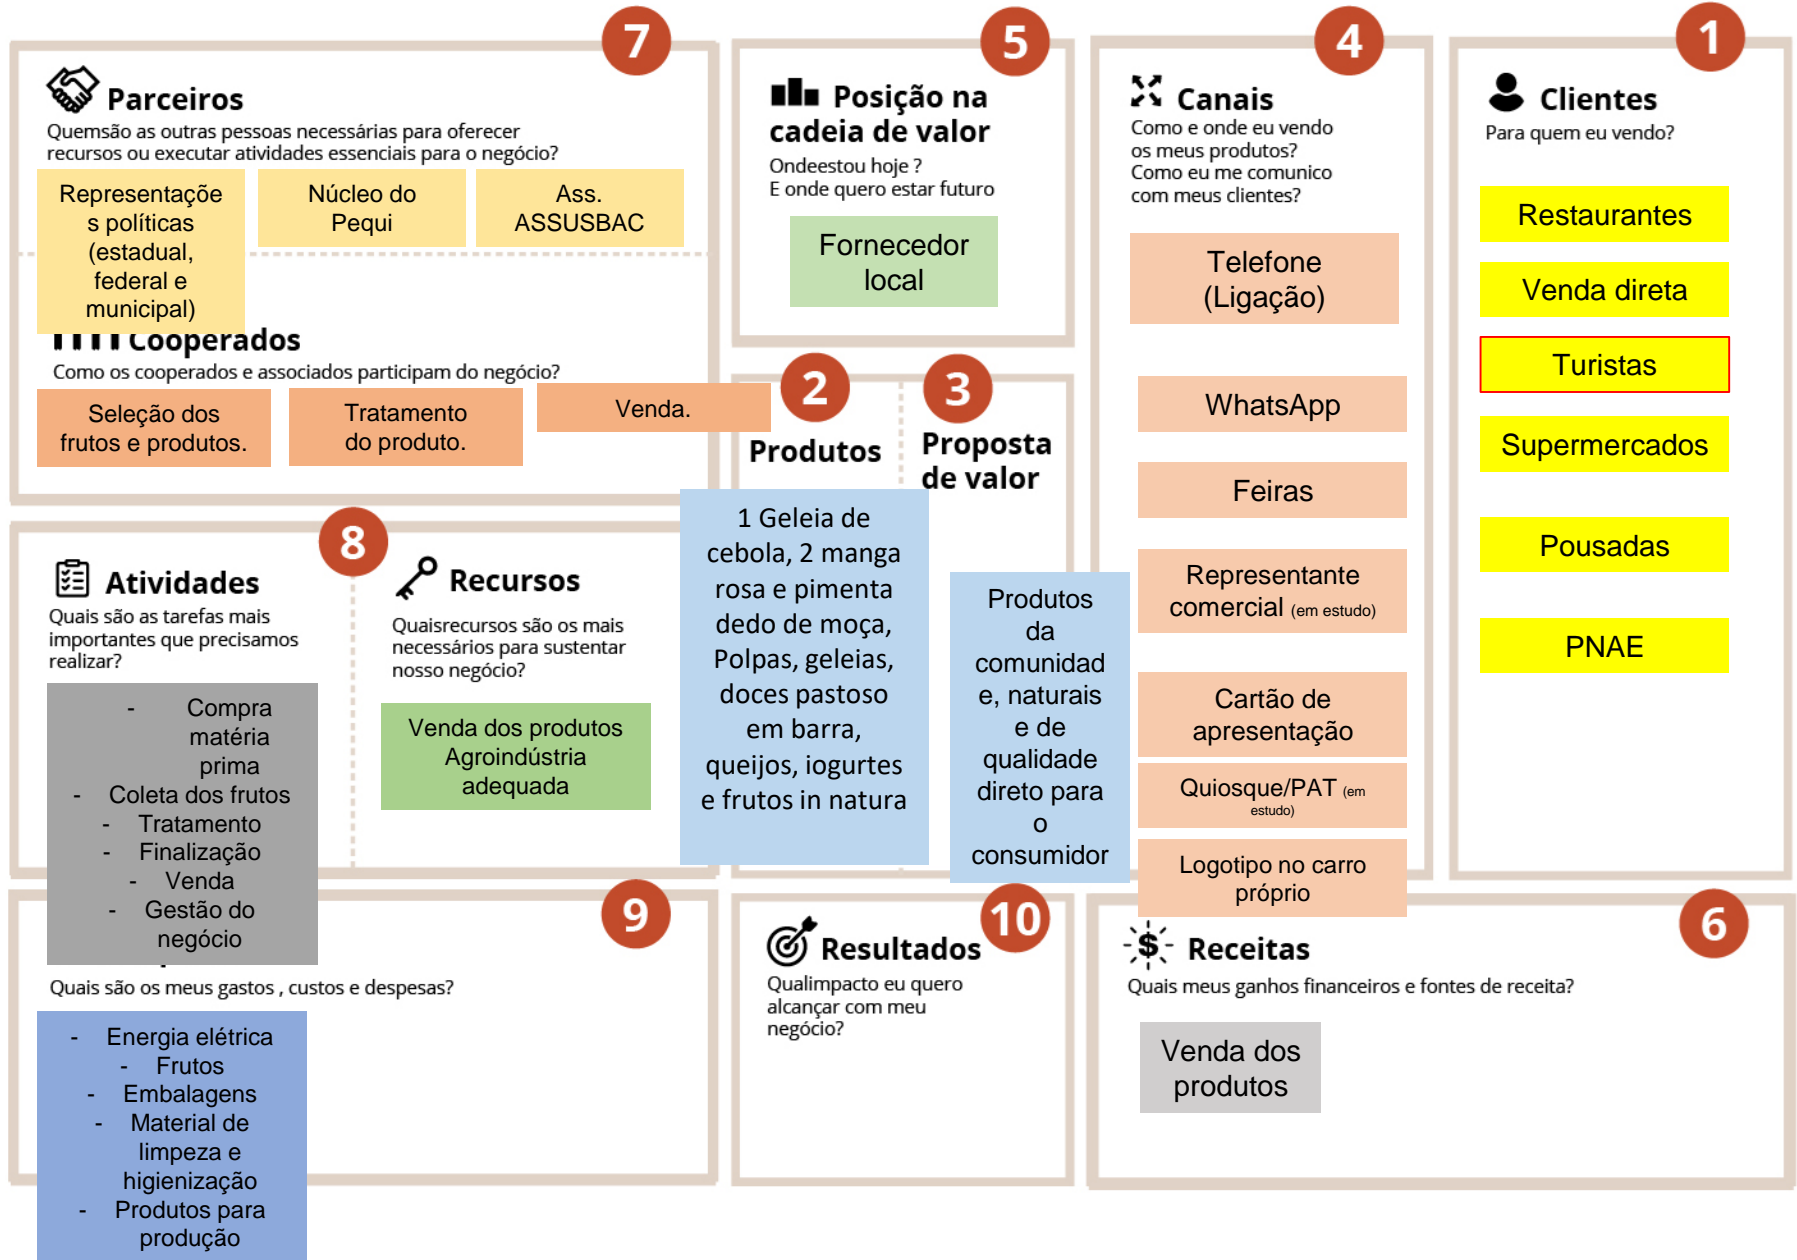 7
Parceiros
Quemsão as outras pessoas necessárias para oferecer
recursos ou executar atividades essenciais para o negócio?
Representaçõe
s políticas
(estadual,
federal e
municipal)
Núcleo do
Pequi
Ass.
ASSUSBAC
Cooperados
Como os cooperados e associados participam do negócio?
Seleção dos
frutos e produtos.
Tratamento
do produto.
Venda.
5
Posição na
cadeia de valor
Ondeestou hoje ?
E onde quero estar futuro
Fornecedor
local
4
Canais
Como e onde eu vendo
os meus produtos?
Como eu me comunico
com meus clientes?
Telefone
(Ligação)
WhatsApp
Feiras
Representante
comercial (em estudo)
Cartão de
apresentação
Quiosque/PAT (em
estudo)
Logotipo no carro
próprio
1
Clientes
Para quem eu vendo?
Restaurantes
Venda direta
Turistas
Supermercados
Pousadas
PNAE
2
Produtos
1 Geleia de
cebola, 2 manga
rosa e pimenta
dedo de moça,
Polpas, geleias,
doces pastoso
em barra,
queijos, iogurtes
e frutos in natura
3
Proposta
de valor
Produtos
da
comunidad
e, naturais
e de
qualidade
direto para
o
consumidor
8
Atividades
Quais são as tarefas mais
importantes que precisamos
realizar?
- Compra
matéria
prima
- Coleta dos frutos
- Tratamento
- Finalização
- Venda
- Gestão do
negócio
Recursos
Quaisrecursos são os mais
necessários para sustentar
nosso negócio?
Venda dos produtos
Agroindústria
adequada
9
Quais são os meus gastos , custos e despesas?
- Energia elétrica
- Frutos
- Embalagens
- Material de
limpeza e
higienização
- Produtos para
produção
10
Resultados
Qualimpacto eu quero
alcançar com meu
negócio?
6
$
Receitas
Quais meus ganhos financeiros e fontes de receita?
Venda dos
produtos